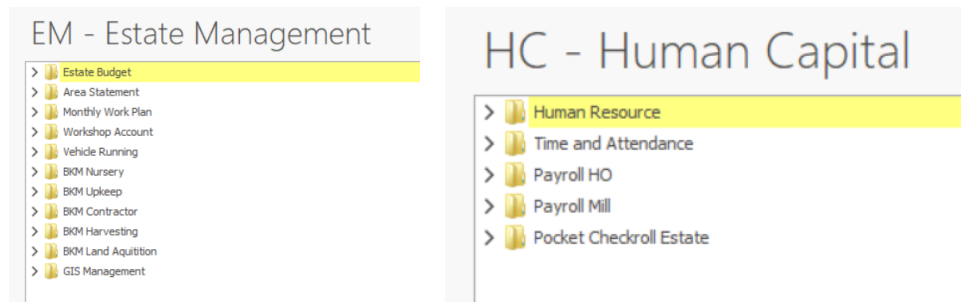 EM - Estate Management
Estate Budget
Area Statement
Monthly Work Plan
Workshop Account
Vehicle Running
BKM Nursery
BKM Upkeep
BKM Contractor
BKM Harvesting
BKM Land Aquitition
GIS Management
HC - Human Capital
Human Resource
Time and Attendance
Payroll HO
Payroll Mill
Pocket Checkroll Estate